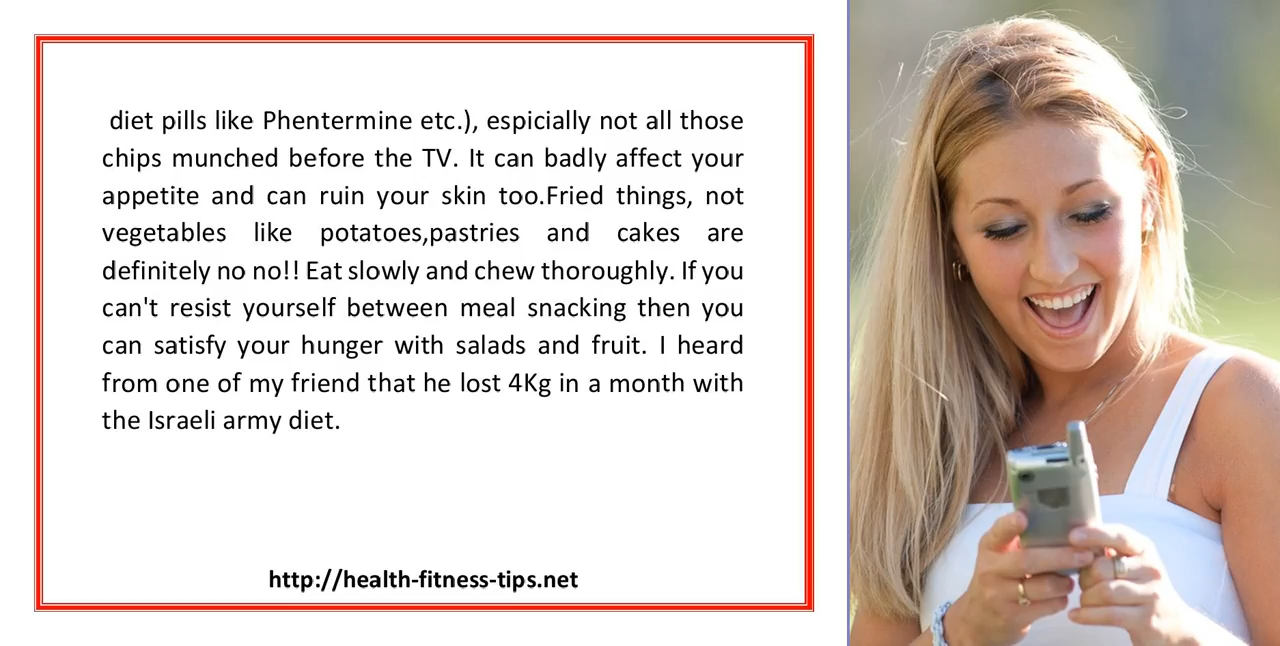 diet pills like Phentermine etc.), espicially not all those
chips munched before the TV. It can badly affect your
appetite and can ruin your skin too.Fried things, not
vegetables like potatoes,pastries and cakes are
definitely no no!! Eat slowly and chew thoroughly. If you
can't resist yourself between meal snacking then you
can satisfy your hunger with salads and fruit. I heard
from one of my friend that he lost 4Kg in a month with
the Israeli army diet.
http://health-fitness-tips.net